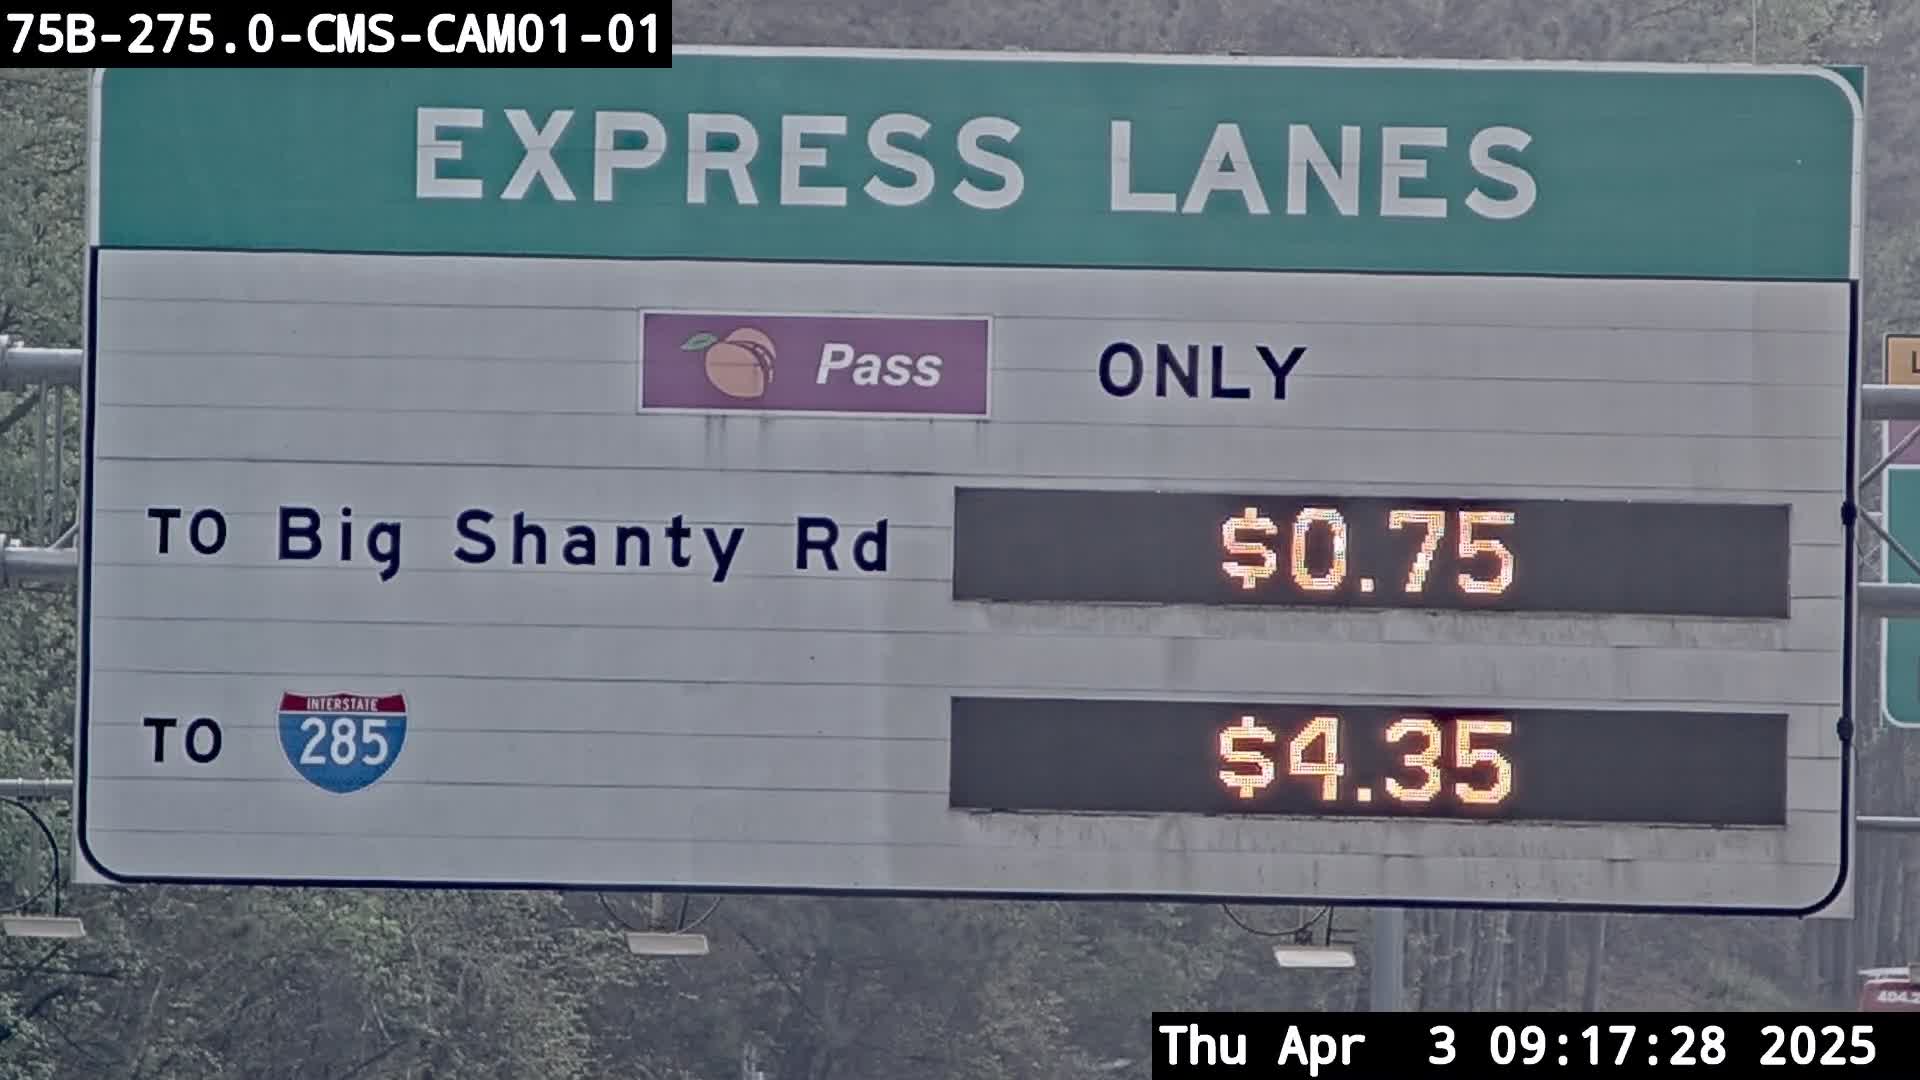 75B-275.0-CMS-CAM01-01
EXPRESS LANES
Pass ONLY
TO Big Shanty Rd $0.75
TO INTERSTATE 285 $4.35
Thu Apr 3 09:17:28 2025